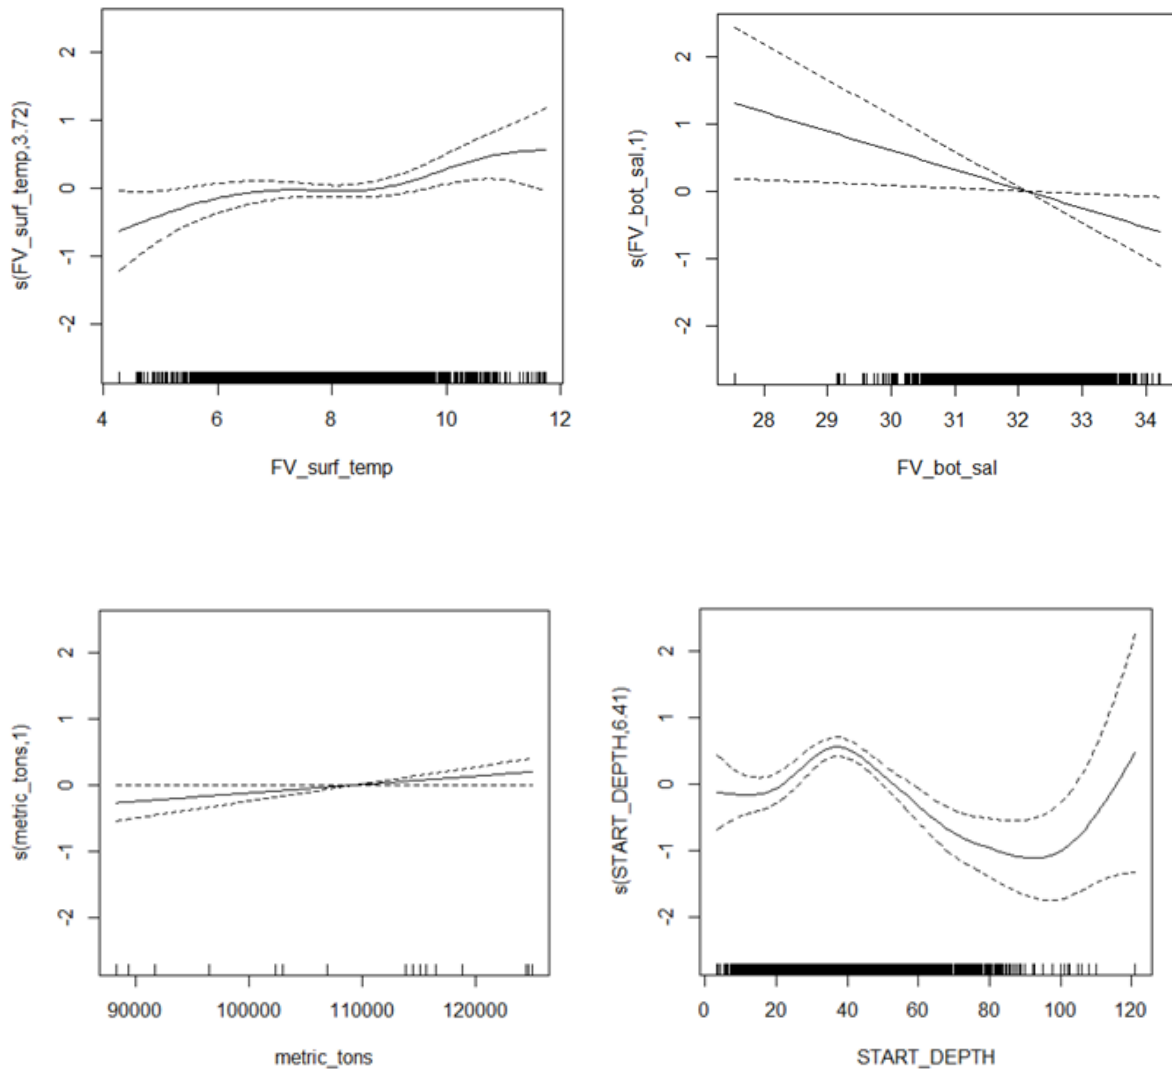 s(FV_surf_temp,3.72)
2
1
0
-1
-2
4 6 8 10 12
FV_surf_temp
s(FV_bot_sal,1)
2
1
0
-1
-2
28 29 30 31 32 33 34
FV_bot_sal
s(metric_tons,1)
2
1
0
-1
-2
90000 100000 110000 120000
metric_tons
s(START_DEPTH,6.41)
2
1
0
-1
-2
0 20 40 60 80 100 120
START_DEPTH